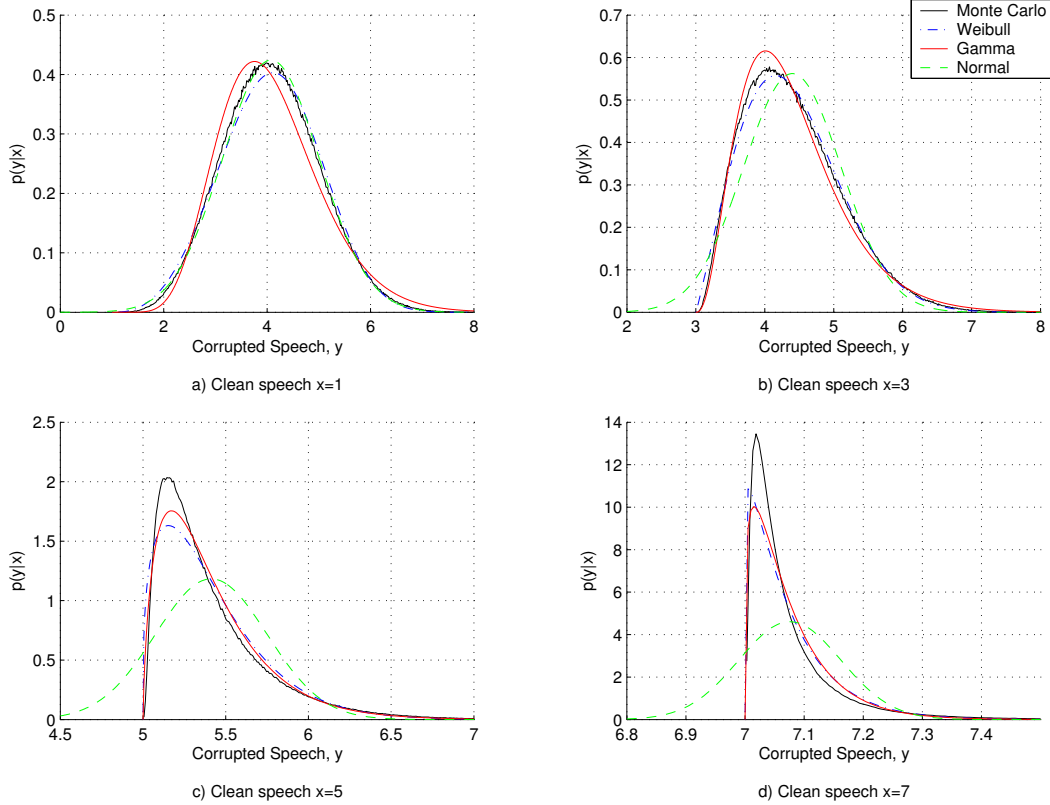 Monte Carlo
Weibull
Gamma
Normal
0.5
0.4
0.3
0.2
0.1
0
p(y|x)
0 2 4 6 8
Corrupted Speech, y
a) Clean speech x=1
0.7
0.6
0.5
0.4
0.3
0.2
0.1
0
p(y|x)
2 3 4 5 6 7 8
Corrupted Speech, y
b) Clean speech x=3
2.5
2
1.5
1
0.5
0
p(y|x)
4.5 5 5.5 6 6.5 7
Corrupted Speech, y
c) Clean speech x=5
14
12
10
8
6
4
2
0
p(y|x)
6.8 6.9 7 7.1 7.2 7.3 7.4
Corrupted Speech, y
d) Clean speech x=7